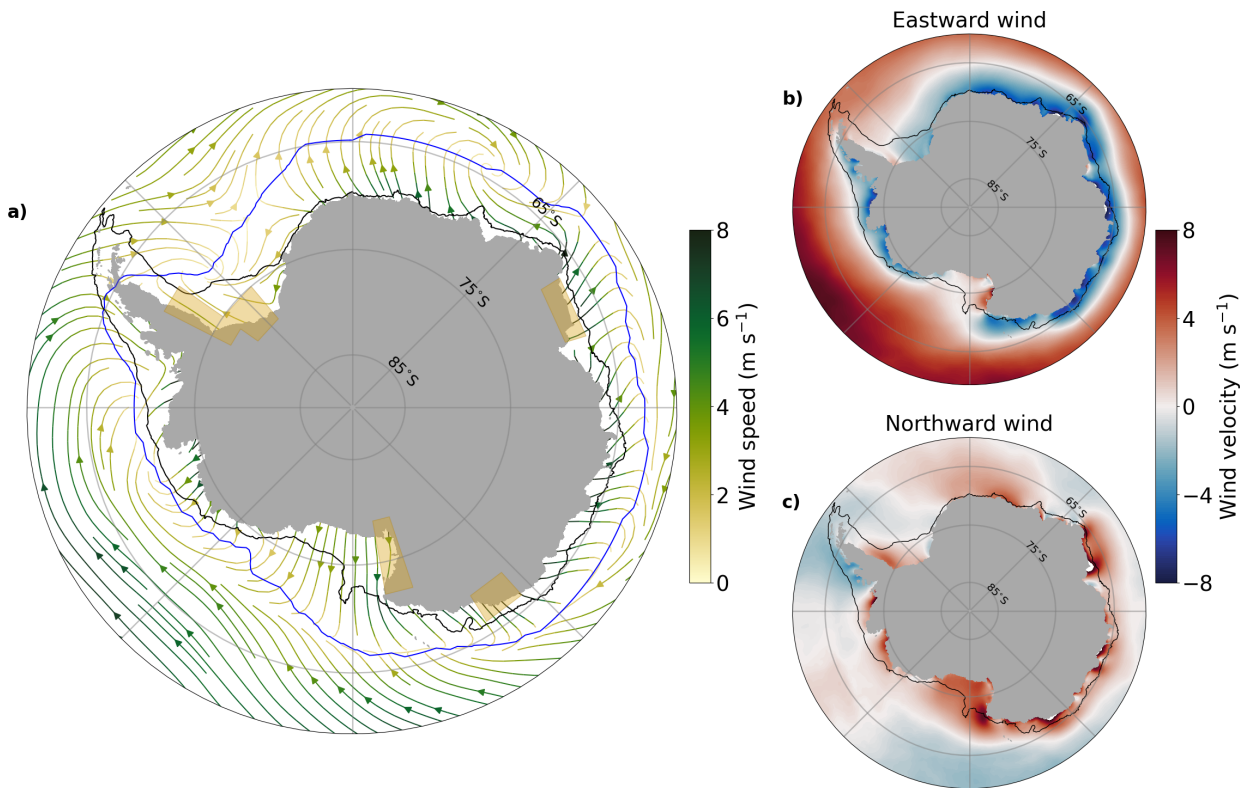 a)
65°S
75°S
85°S
8
6
4
2
0
Wind speed (m s⁻¹)
Eastward wind
b)
65°S
75°S
85°S
Northward wind
c)
65°S
75°S
85°S
8
4
0
−4
−8
Wind velocity (m s⁻¹)